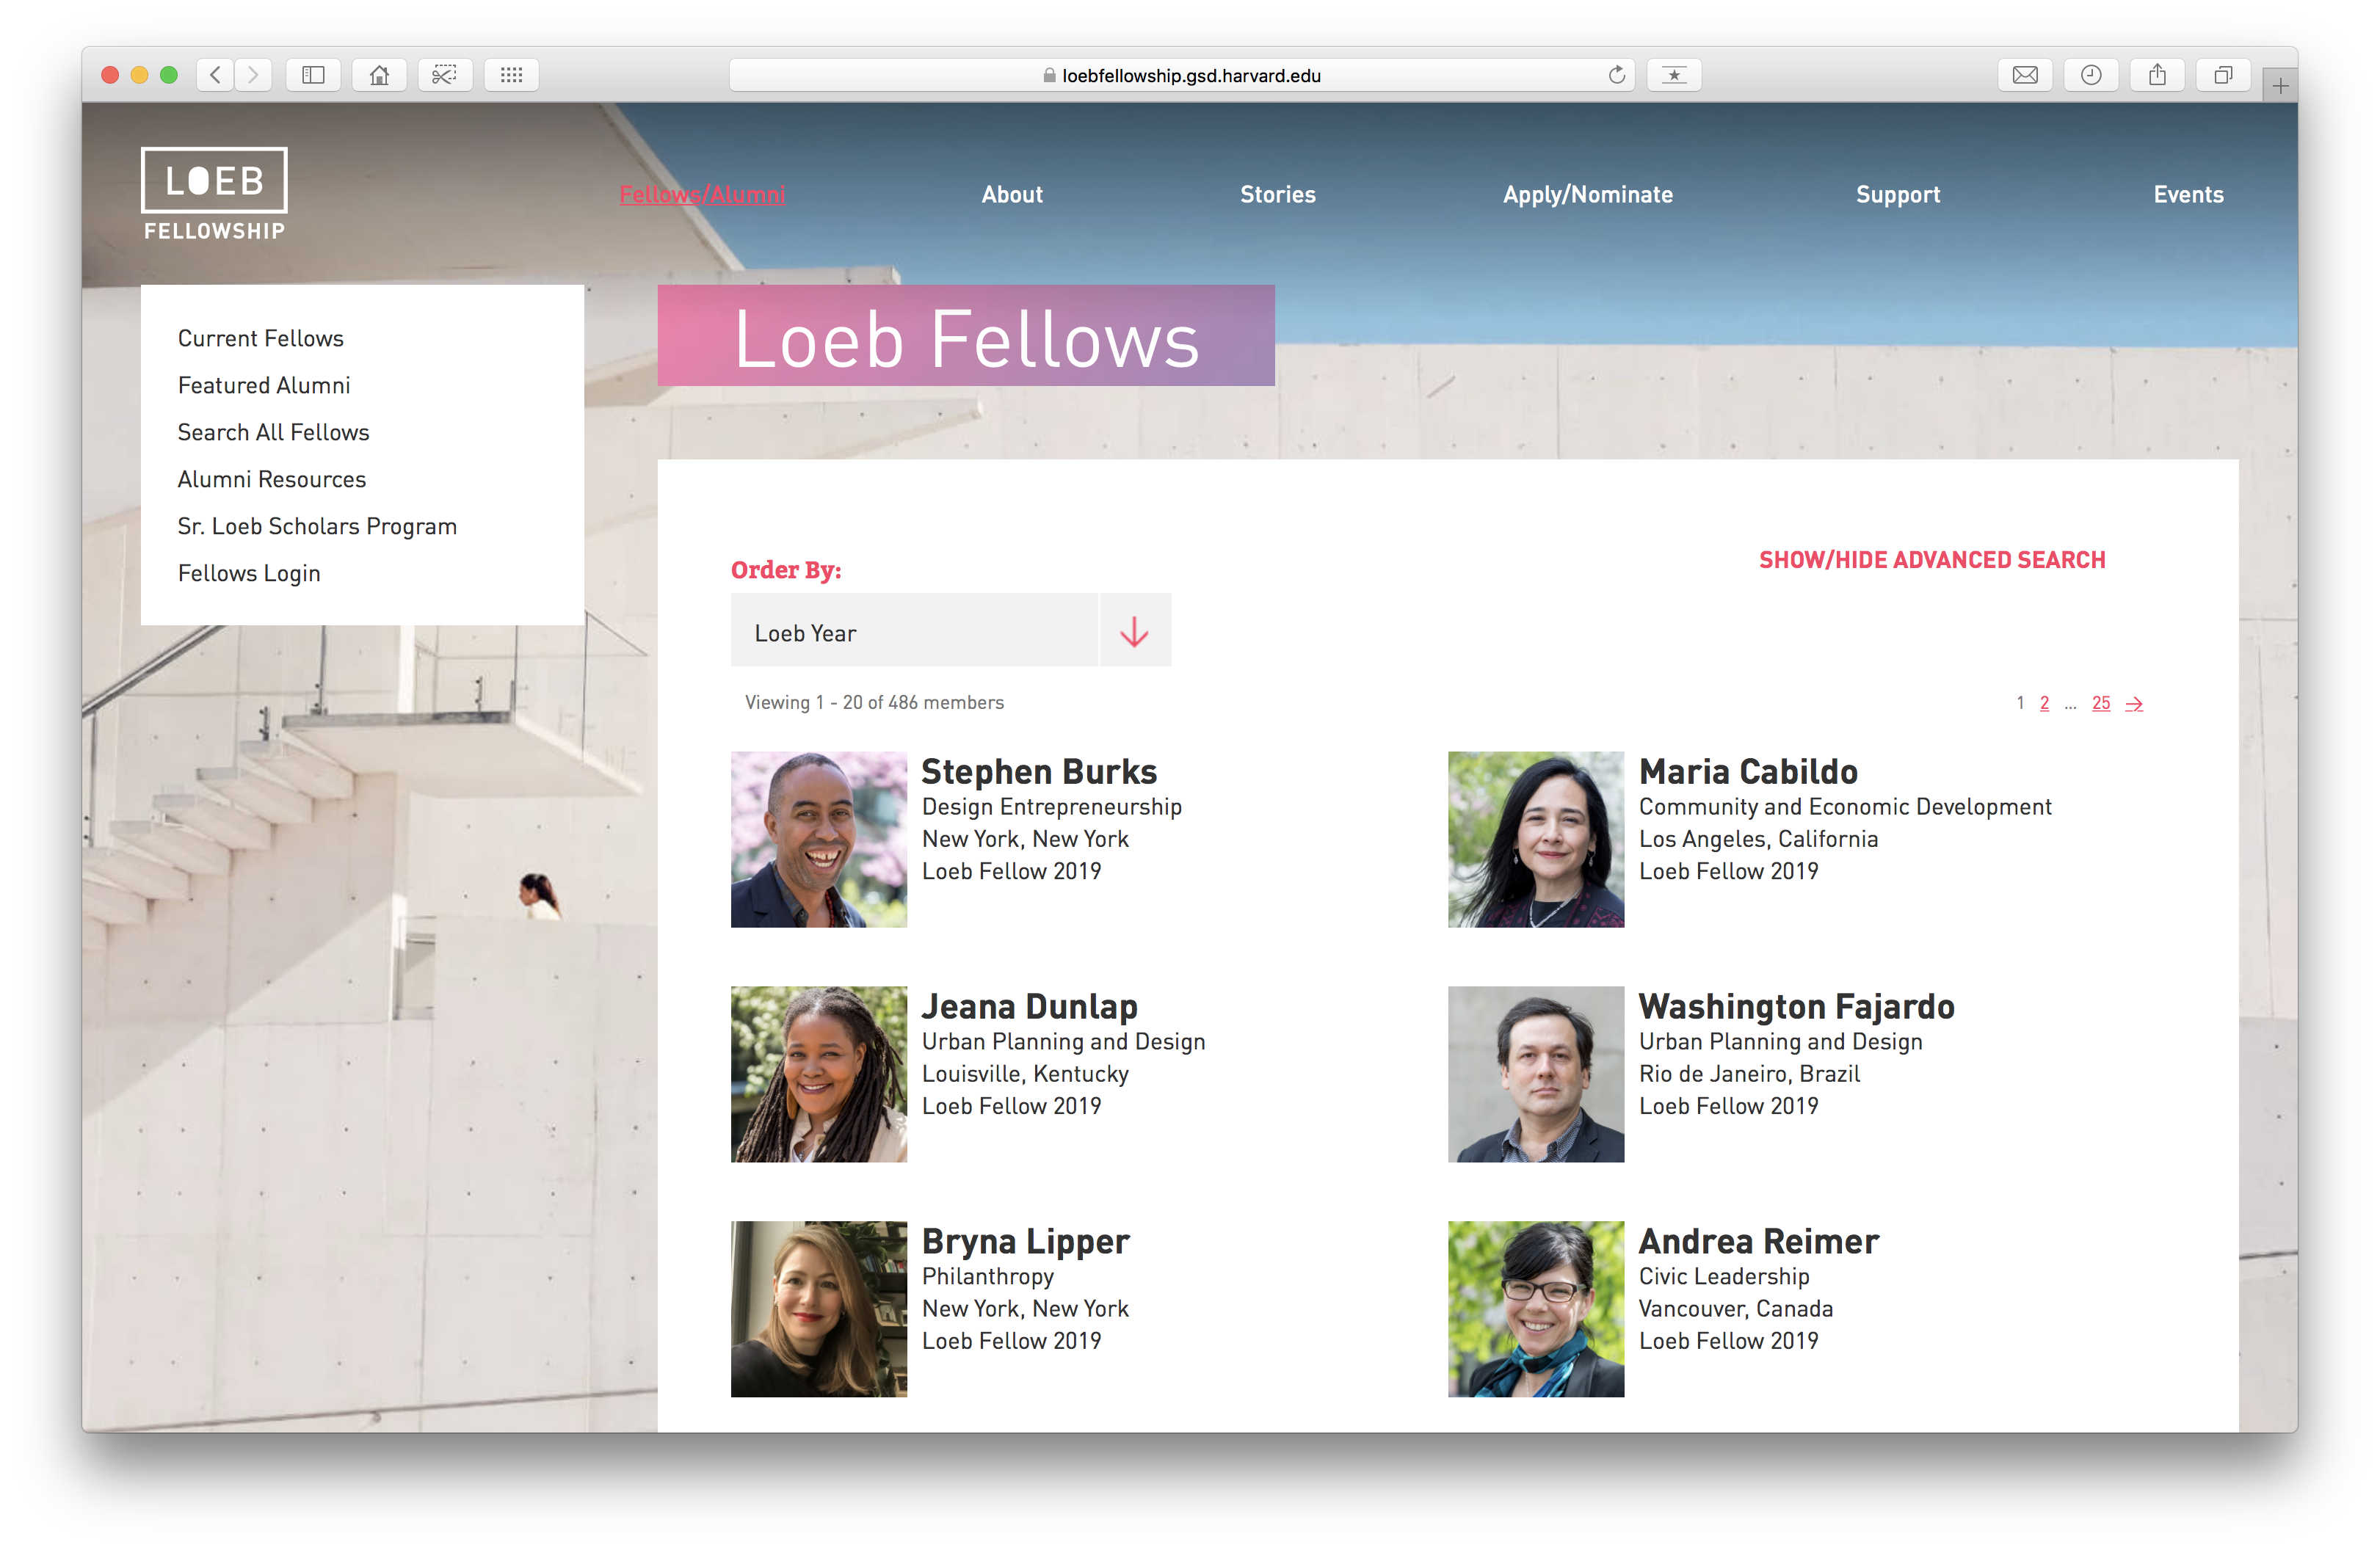 loebfellowship.gsd.harvard.edu
LOEB
FELLOWSHIP
Fellows/Alumni
About
Stories
Apply/Nominate
Support
Events
Current Fellows
Featured Alumni
Search All Fellows
Alumni Resources
Sr. Loeb Scholars Program
Fellows Login
Loeb Fellows
Order By:
SHOW/HIDE ADVANCED SEARCH
Loeb Year
Viewing 1 - 20 of 486 members
1 2 ... 25 →
Stephen Burks
Design Entrepreneurship
New York, New York
Loeb Fellow 2019
Maria Cabildo
Community and Economic Development
Los Angeles, California
Loeb Fellow 2019
Jeana Dunlap
Urban Planning and Design
Louisville, Kentucky
Loeb Fellow 2019
Washington Fajardo
Urban Planning and Design
Rio de Janeiro, Brazil
Loeb Fellow 2019
Bryna Lipper
Philanthropy
New York, New York
Loeb Fellow 2019
Andrea Reimer
Civic Leadership
Vancouver, Canada
Loeb Fellow 2019